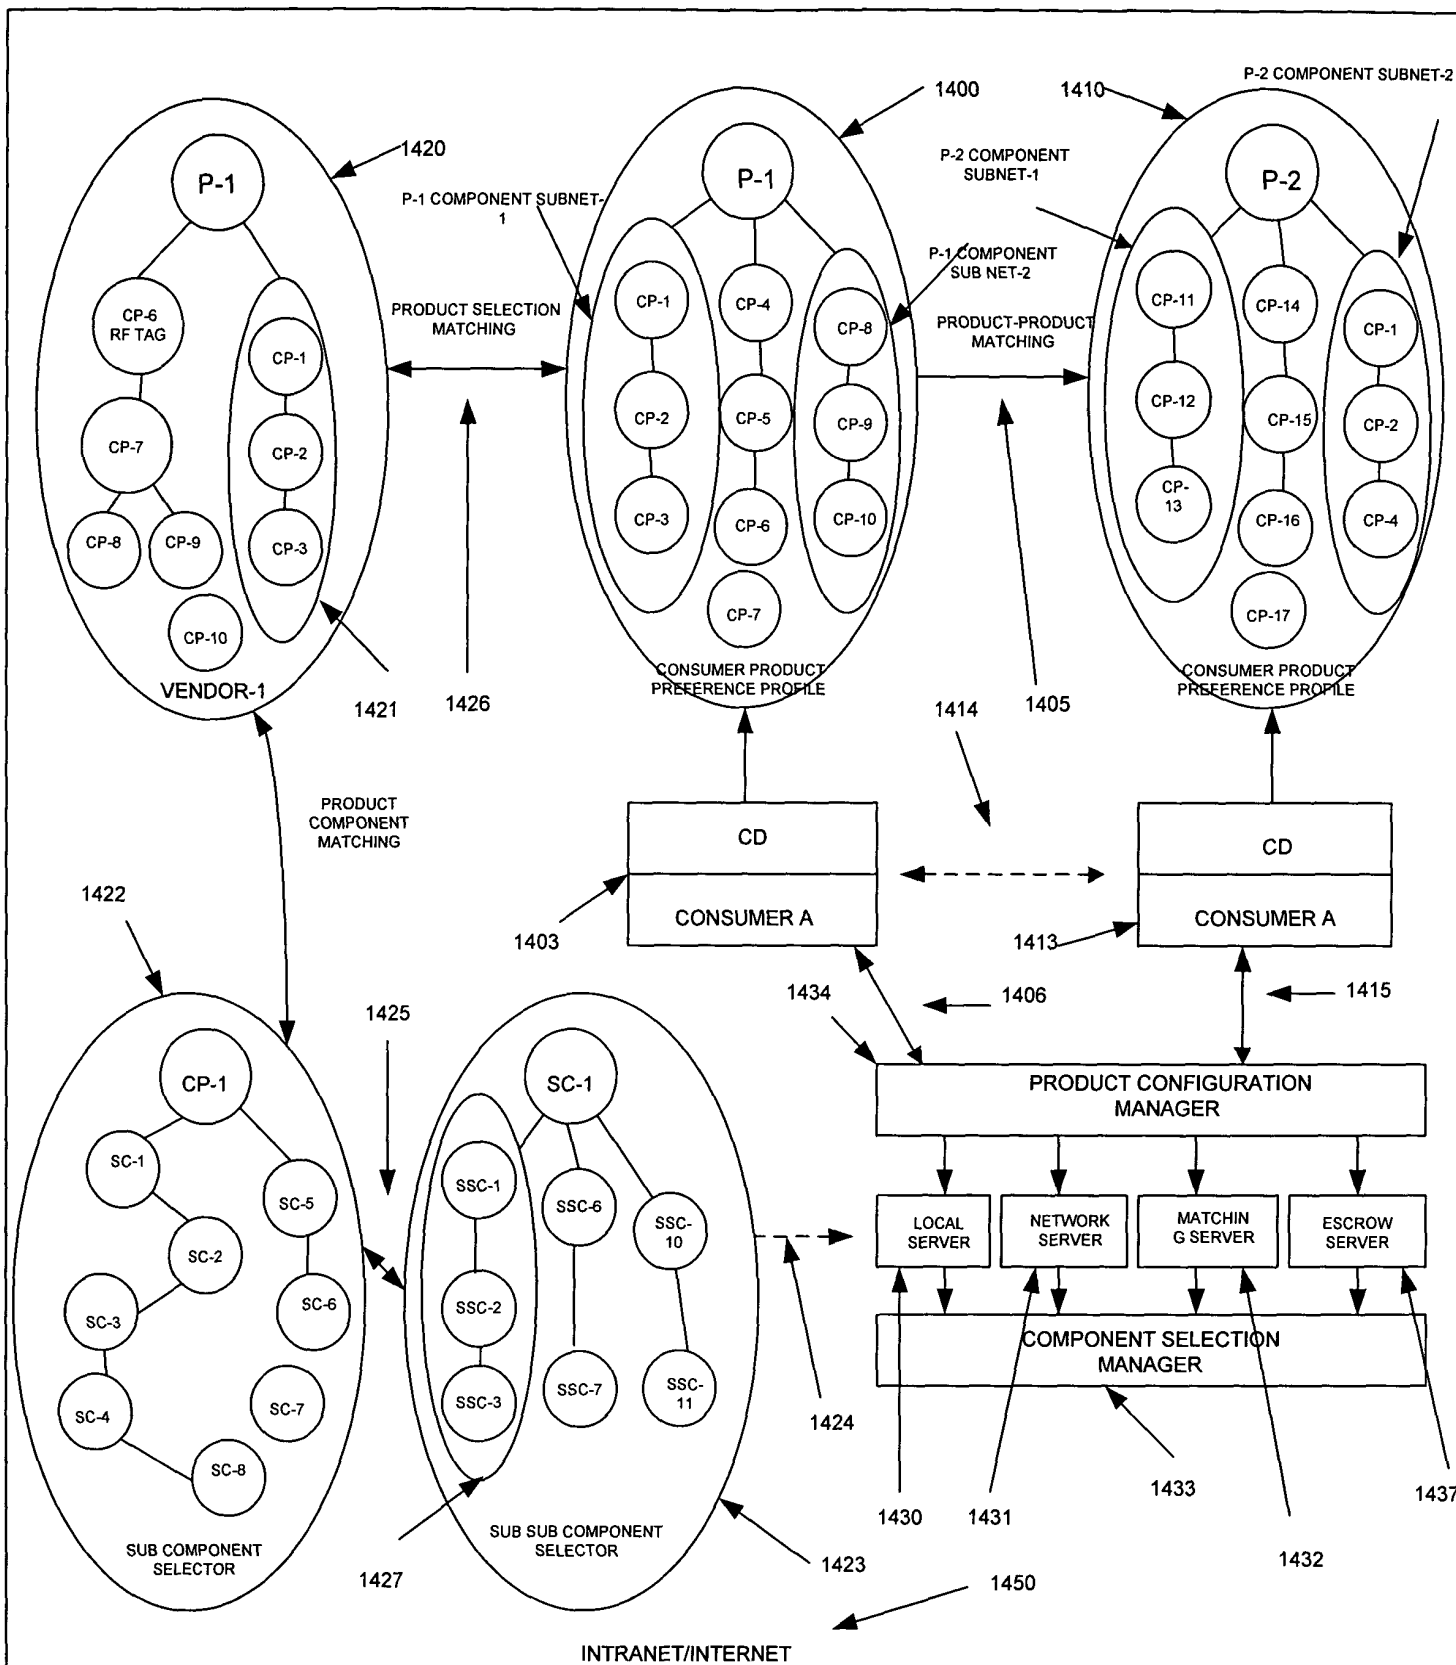 P-2 COMPONENT SUBNET-2
1400
1410
1420
P-1
P-1
P-2
P-2 COMPONENT
SUBNET-1
P-1 COMPONENT SUBNET-
1
P-1 COMPONENT
SUB NET-2
CP-6
RF TAG
CP-1
CP-2
CP-3
CP-7
CP-8
CP-9
CP-10
VENDOR-1
PRODUCT SELECTION
MATCHING
CP-1
CP-2
CP-3
CP-4
CP-5
CP-6
CP-7
CP-8
CP-9
CP-10
CONSUMER PRODUCT
PREFERENCE PROFILE
PRODUCT-PRODUCT
MATCHING
CP-11
CP-12
CP-
13
CP-14
CP-15
CP-16
CP-17
CP-1
CP-2
CP-4
CONSUMER PRODUCT
PREFERENCE PROFILE
1421
1426
1414
1405
PRODUCT
COMPONENT
MATCHING
CD
CONSUMER A
CD
CONSUMER A
1422
1403
1413
1425
1434
1406
1415
CP-1
SC-1
SC-2
SC-3
SC-4
SC-5
SC-6
SC-7
SC-8
SUB COMPONENT
SELECTOR
SC-1
SSC-1
SSC-2
SSC-3
SSC-6
SSC-7
SSC-
10
SSC-
11
SUB SUB COMPONENT
SELECTOR
PRODUCT CONFIGURATION
MANAGER
LOCAL
SERVER
NETWORK
SERVER
MATCHIN
G SERVER
ESCROW
SERVER
COMPONENT SELECTION
MANAGER
1424
1430
1431
1433
1432
1437
1427
1423
1450
INTRANET/INTERNET